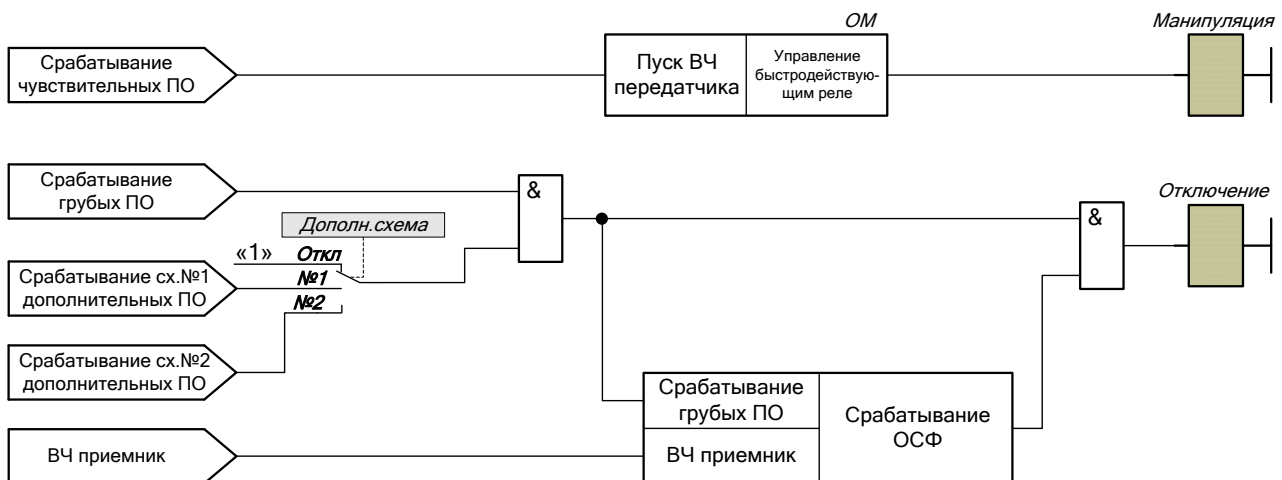 ОМ
Манипуляция
Срабатывание
чувствительных ПО
Пуск ВЧ
передатчика
Управление
быстродействую-
щим реле
Срабатывание
грубых ПО
&
Отключение
&
Дополн.схема
«1» Откл
Срабатывание сх.№1
дополнительных ПО
№1
№2
Срабатывание сх.№2
дополнительных ПО
Срабатывание
грубых ПО
Срабатывание
ОСФ
ВЧ приемник
ВЧ приемник